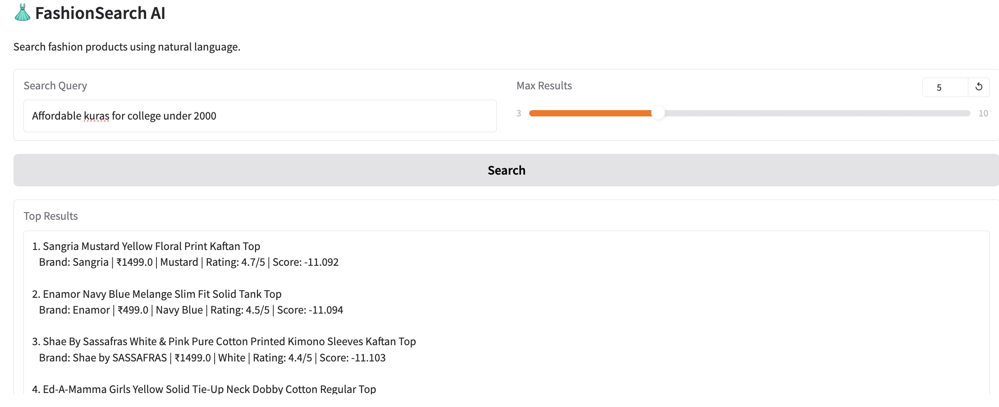 FashionSearch AI
Search fashion products using natural language.
Search Query
Max Results
5
Affordable kuras for college under 2000
3
10
Search
Top Results
1. Sangria Mustard Yellow Floral Print Kaftan Top
Brand: Sangria | ₹1499.0 | Mustard | Rating: 4.7/5 | Score: -11.092
2. Enamor Navy Blue Melange Slim Fit Solid Tank Top
Brand: Enamor | ₹499.0 | Navy Blue | Rating: 4.5/5 | Score: -11.094
3. Shae By Sassafras White & Pink Pure Cotton Printed Kimono Sleeves Kaftan Top
Brand: Shae by SASSAFRAS | ₹1499.0 | White | Rating: 4.4/5 | Score: -11.103
4. Ed-A-Mamma Girls Yellow Solid Tie-Up Neck Dobby Cotton Regular Top